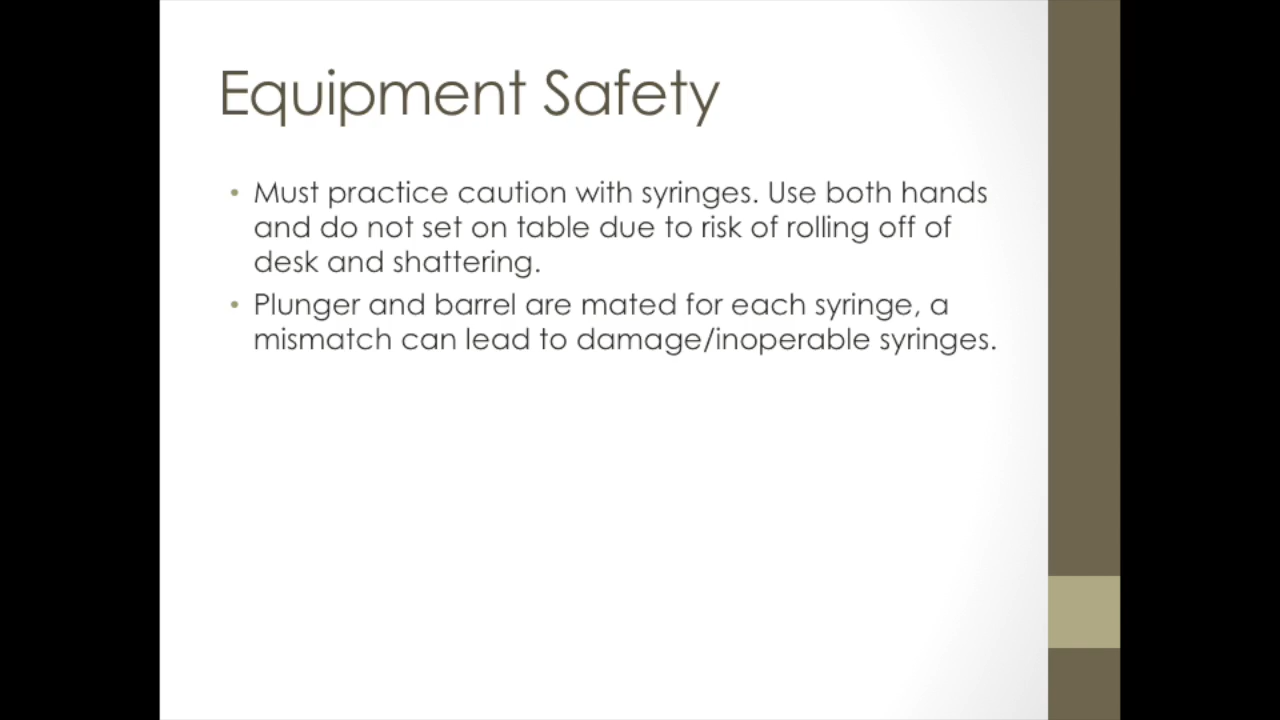 Equipment Safety
• Must practice caution with syringes. Use both hands
and do not set on table due to risk of rolling off of
desk and shattering.
• Plunger and barrel are mated for each syringe, a
mismatch can lead to damage/inoperable syringes.